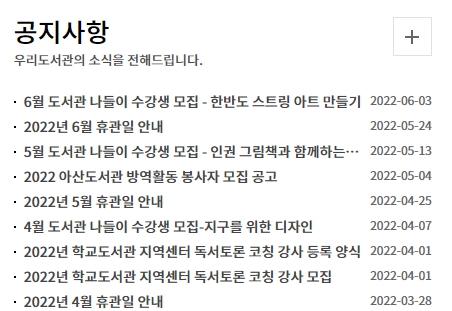 공지사항
우리도서관의 소식을 전해드립니다.
6월 도서관 나들이 수강생 모집 - 한반도 스트링 아트 만들기 2022-06-03
2022년 6월 휴관일 안내 2022-05-24
5월 도서관 나들이 수강생 모집 - 인권 그림책과 함께하는… 2022-05-13
2022 아산도서관 방역활동 봉사자 모집 공고 2022-05-04
2022년 5월 휴관일 안내 2022-04-25
4월 도서관 나들이 수강생 모집-지구를 위한 디자인 2022-04-07
2022년 학교도서관 지역센터 독서토론 코칭 강사 등록 양식 2022-04-01
2022년 학교도서관 지역센터 독서토론 코칭 강사 모집 2022-04-01
2022년 4월 휴관일 안내 2022-03-28